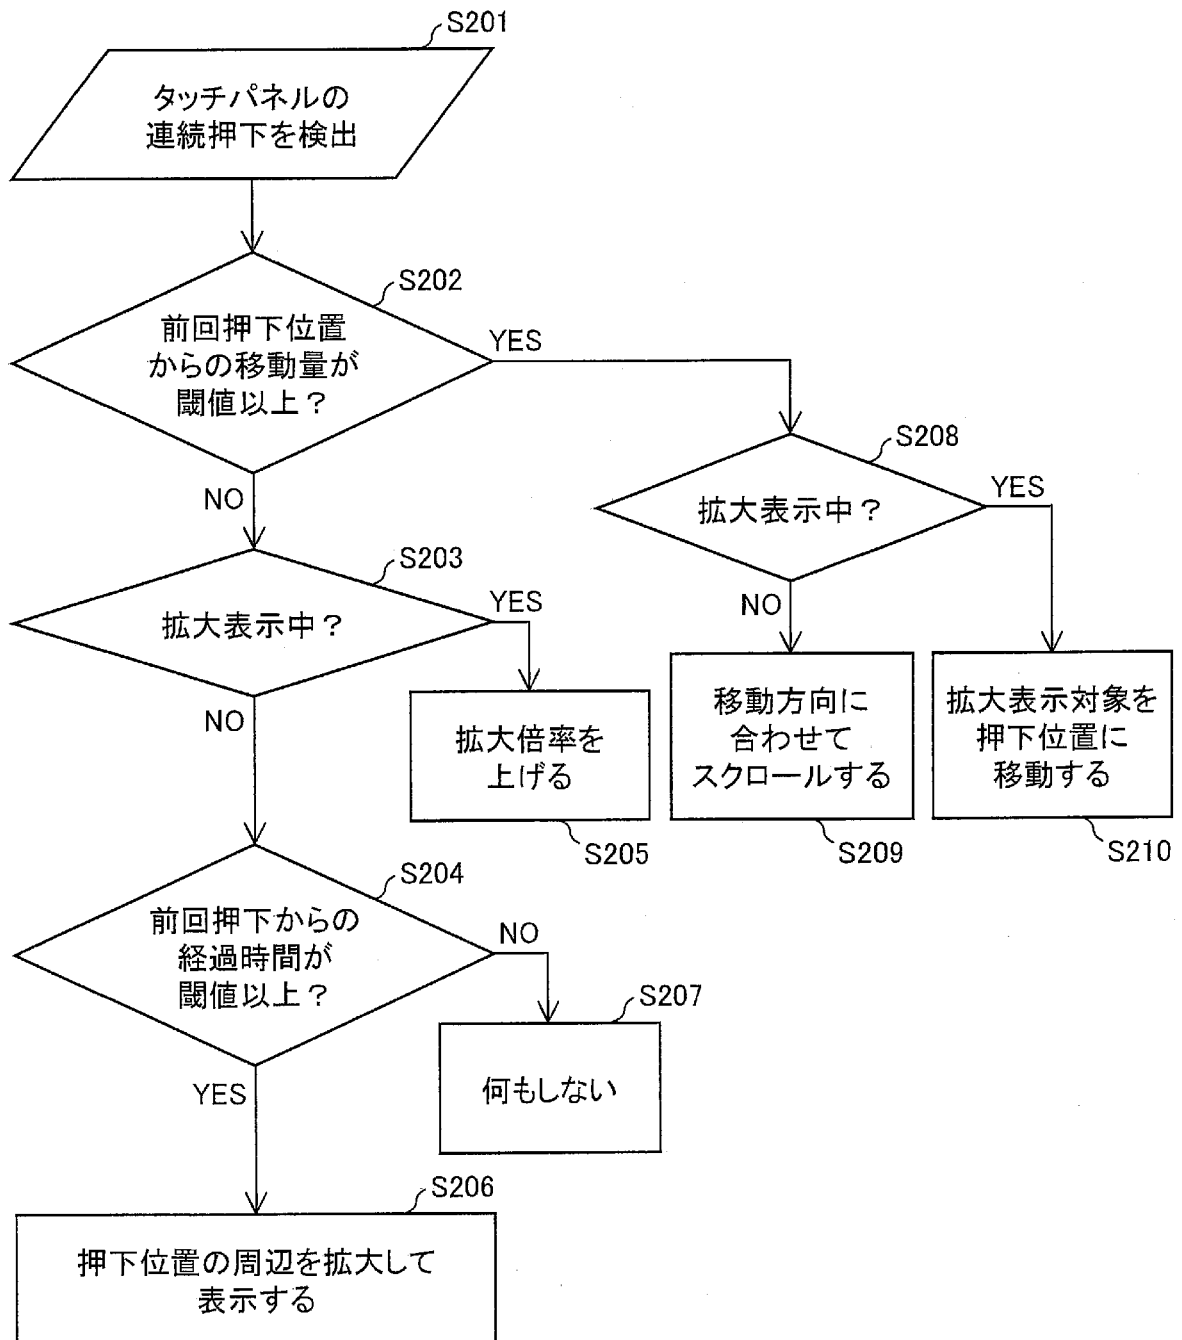 S201
タッチパネルの
連続押下を検出
S202
前回押下位置
からの移動量が
閾値以上？
YES
NO
S208
拡大表示中？
YES
NO
S203
拡大表示中？
YES
NO
拡大倍率を
上げる
S205
移動方向に
合わせて
スクロールする
S209
拡大表示対象を
押下位置に
移動する
S210
S204
前回押下からの
経過時間が
閾値以上？
NO
YES
S207
何もしない
S206
押下位置の周辺を拡大して
表示する